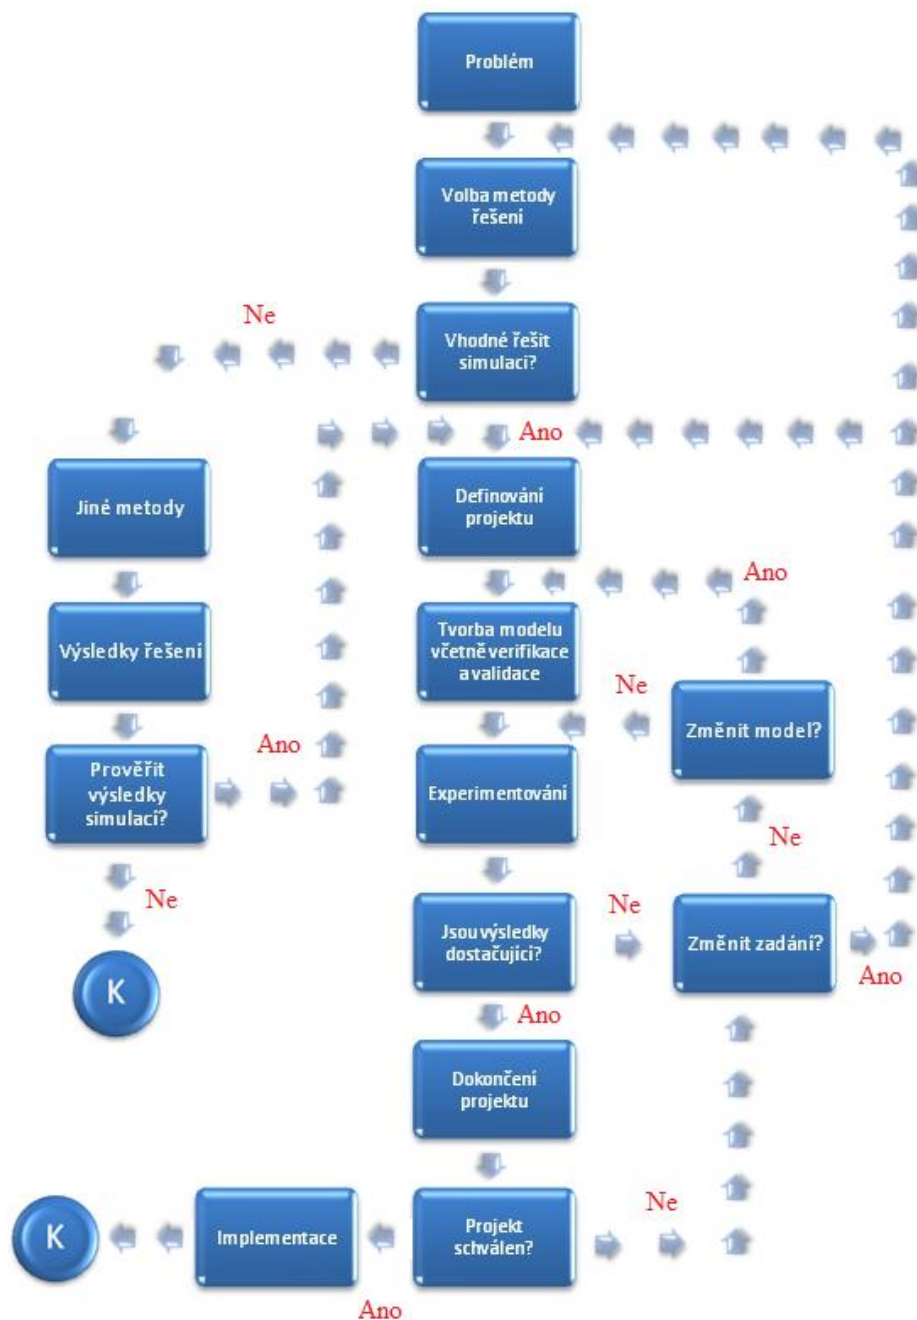 Problém
Volba metody
řešení
Ne
Vhodné řešit
simulací?
Ano
Jiné metody
Definování
projektu
Ano
Výsledky řešení
Tvorba modelu
včetně verifikace
a validace
Ne
Změnit model?
Ano
Prověřit
výsledky
simulací?
Experimentování
Ne
Ne
Ne
Jsou výsledky
dostačující?
Změnit zadání?
Ano
K
Ano
Dokončení
projektu
Ne
K
Implementace
Projekt
schválen?
Ano